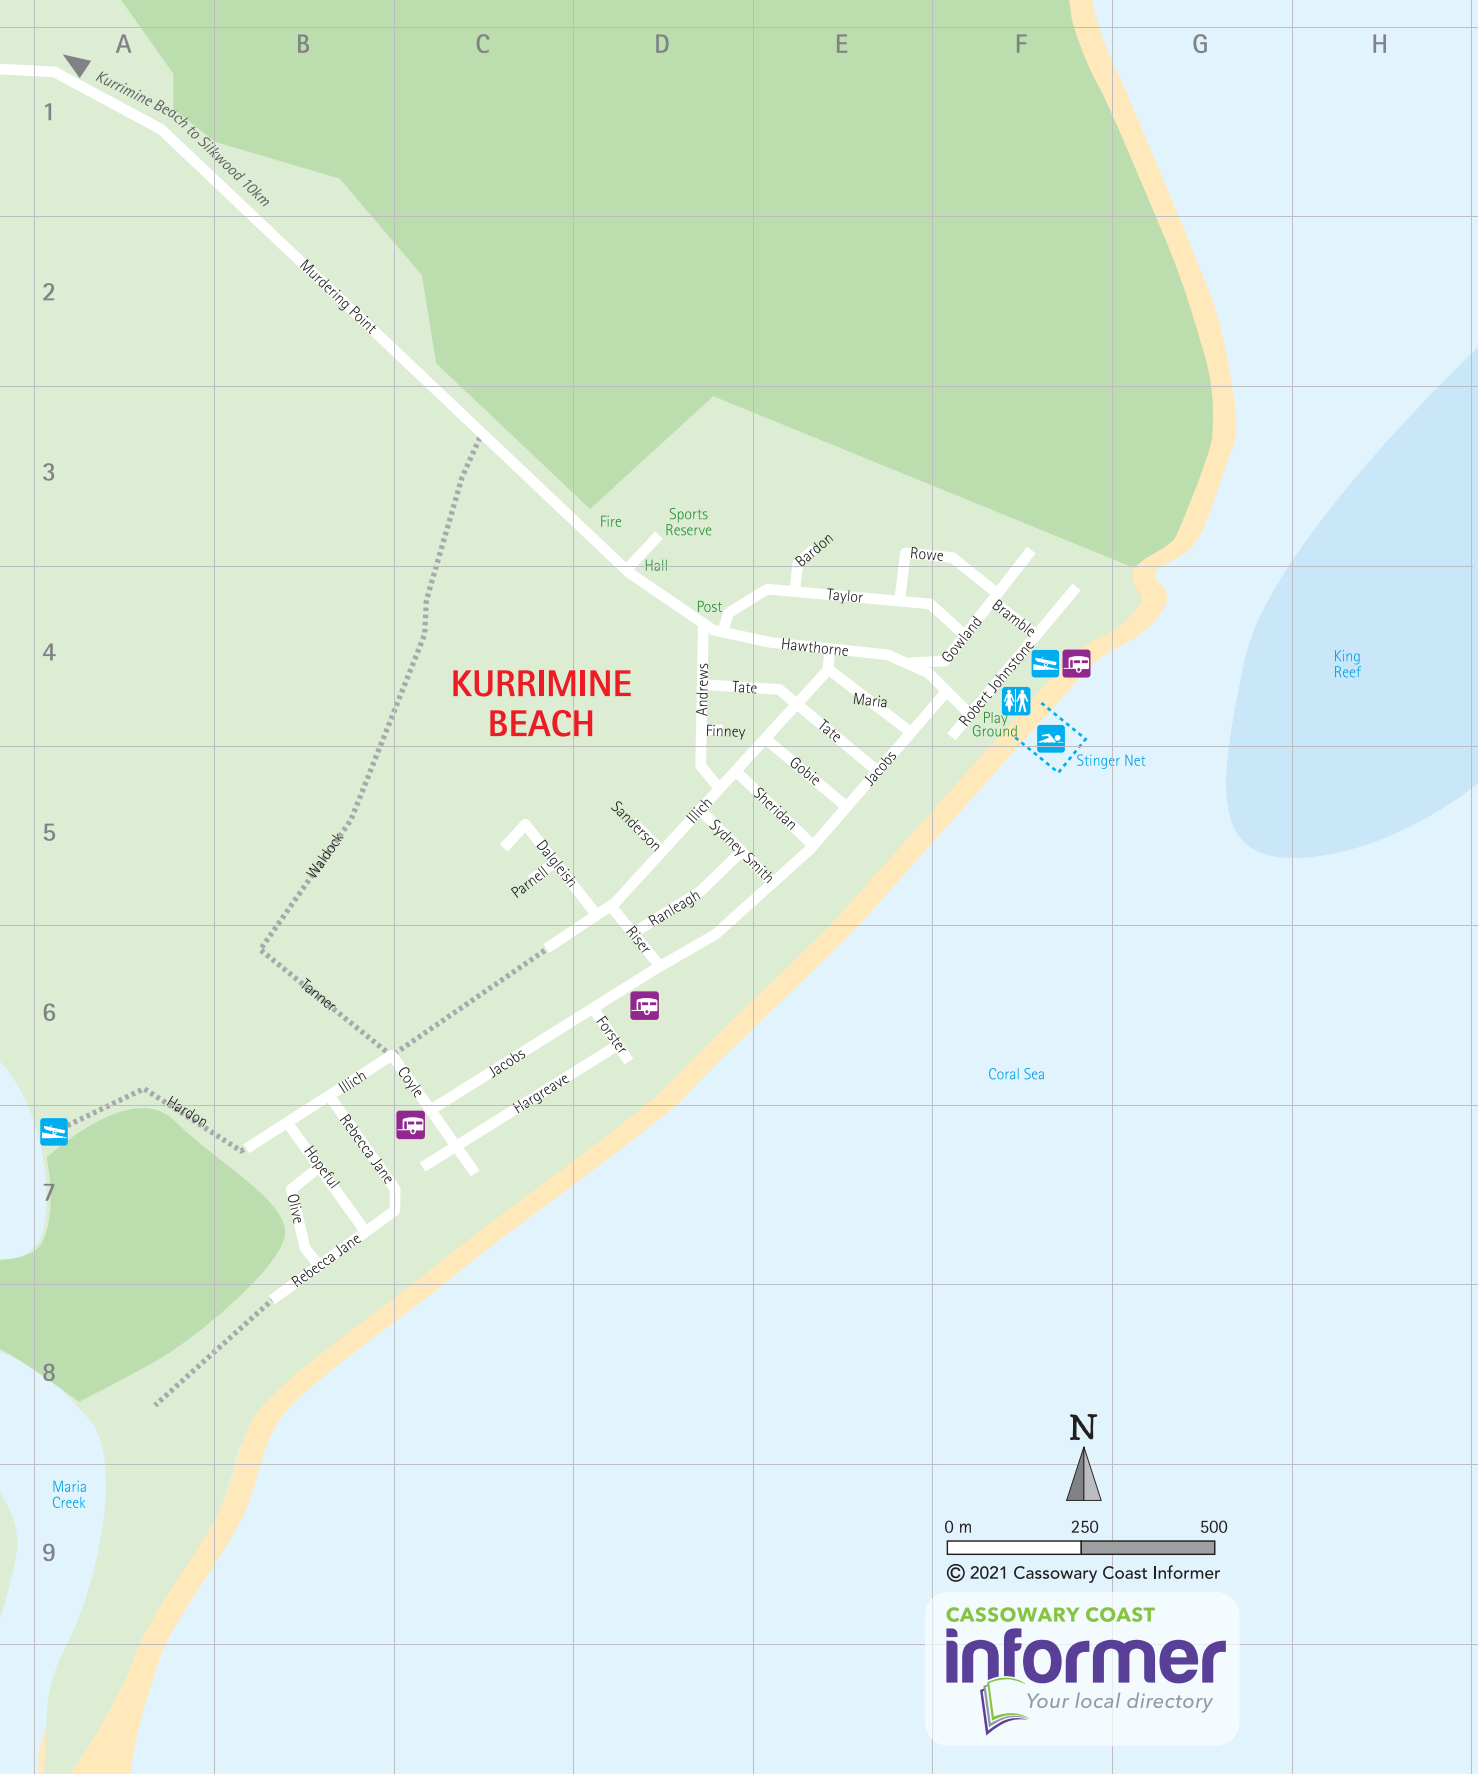 A
B
C
D
E
F
G
H
1
Kurrimine Beach to Silkwood 10km
2
Murdering Point
3
Fire
Sports
Reserve
Hall
Bardon
Rowe
Post
Taylor
Bramble
4
Hawthorne
Gowland
KURRIMINE
BEACH
Andrews
Tate
Maria
Robert Johnstone
King
Reef
Finney
Tate
Play
Ground
Stinger Net
Gobie
Jacobs
5
Sanderson
Illich
Sheridan
Sydney Smith
Waldock
Dalgleish
Parnell
Ranleagh
Riser
6
Tanner
Forster
Jacobs
Coral Sea
Illich
Coyle
Hargreave
Hardon
Rebecca Jane
7
Hopeful
Olive
Rebecca Jane
8
N
Maria
Creek
0 m
250
500
9
© 2021 Cassowary Coast Informer
CASSOWARY COAST
informer
Your local directory